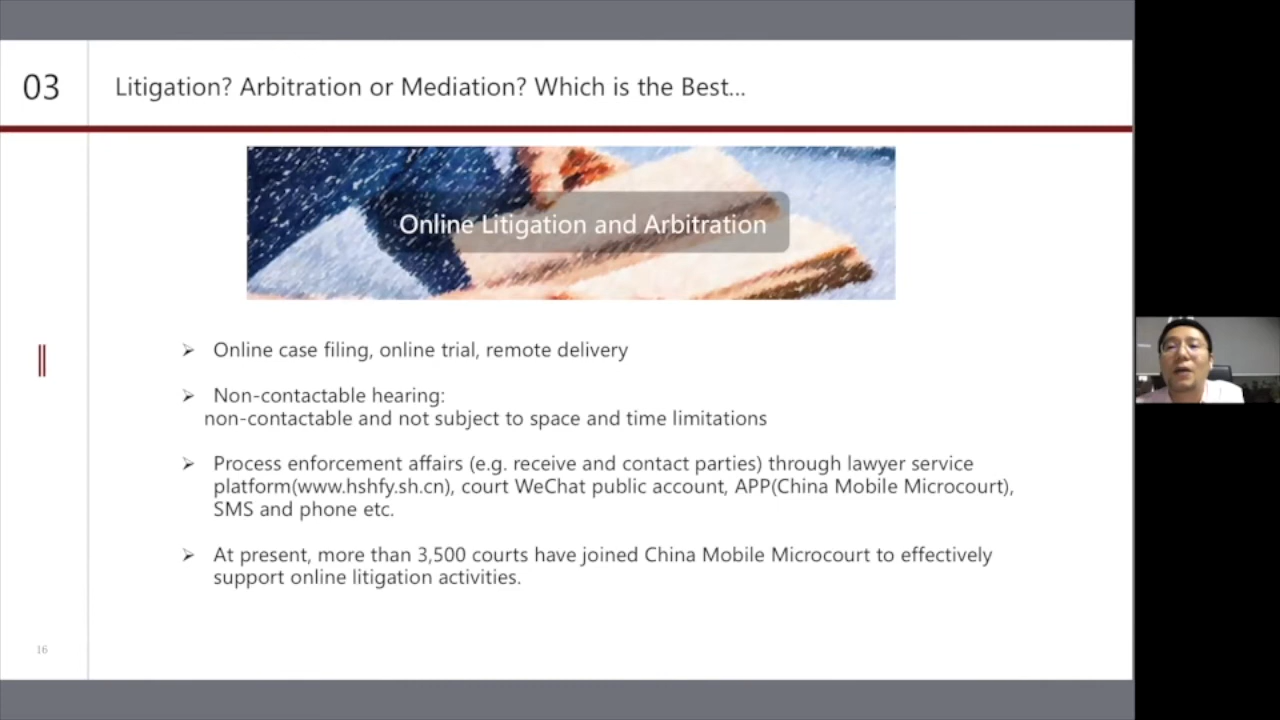 03
Litigation? Arbitration or Mediation? Which is the Best...
Online Litigation and Arbitration
➢ Online case filing, online trial, remote delivery
➢ Non-contactable hearing:
non-contactable and not subject to space and time limitations
➢ Process enforcement affairs (e.g. receive and contact parties) through lawyer service
platform(www.hshfy.sh.cn), court WeChat public account, APP(China Mobile Microcourt),
SMS and phone etc.
➢ At present, more than 3,500 courts have joined China Mobile Microcourt to effectively
support online litigation activities.
16